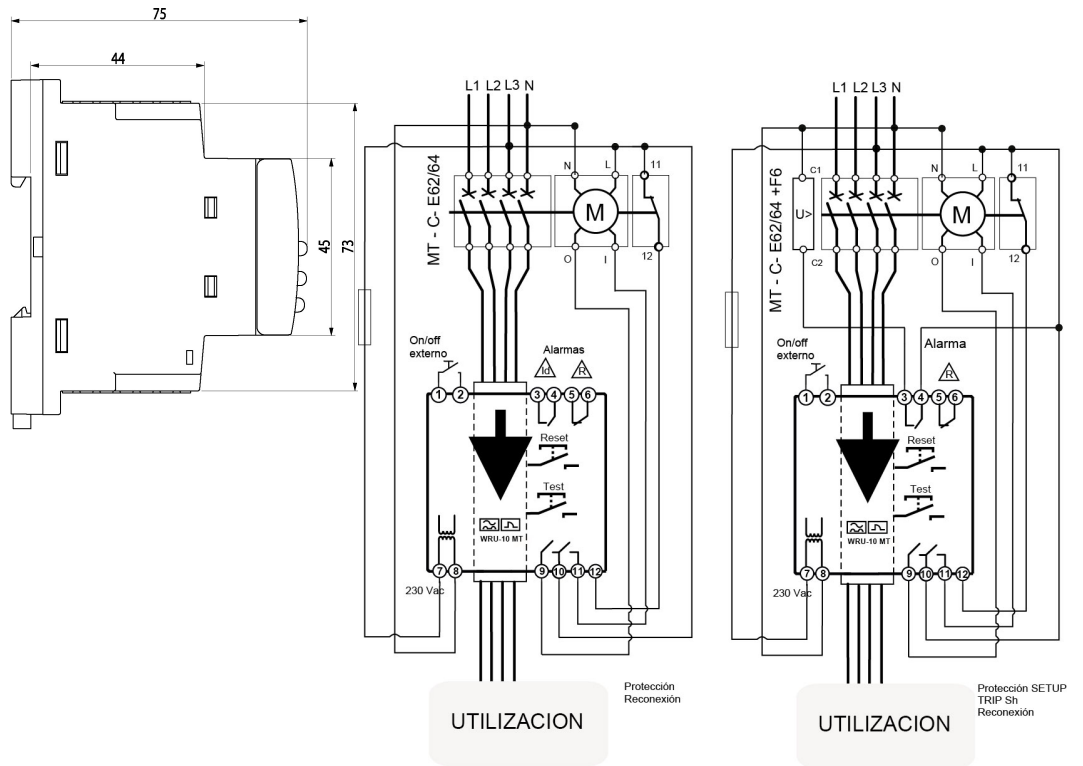 75
44
45
73
L1 L2 L3 N
MT - C- E62/64
N L 11
M
O I 12
On/off
externo
Alarmas
Id R
1 2 3 4 5 6
Reset
Test
WRU-10 MT
7 8 9 10 11 12
230 Vac
UTILIZACION
Protección
Reconexión
L1 L2 L3 N
MT - C- E62/64 +F6
C1 N L 11
U> M
C2 O I 12
On/off
externo
Alarma
R
1 2 3 4 5 6
Reset
Test
WRU-10 MT
7 8 9 10 11 12
230 Vac
UTILIZACION
Protección SETUP
TRIP Sh
Reconexión